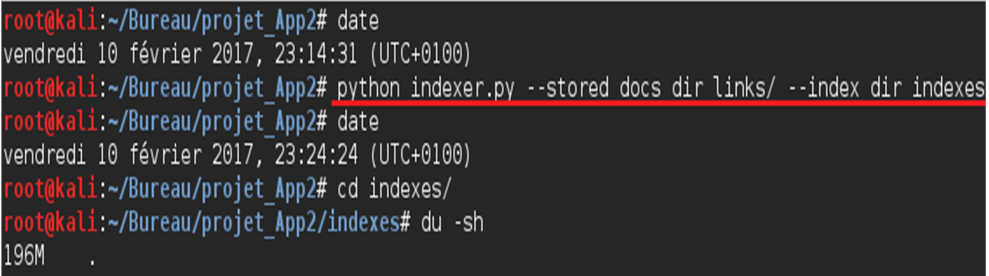 root@kali:~/Bureau/projet_App2# date
vendredi 10 février 2017, 23:14:31 (UTC+0100)
root@kali:~/Bureau/projet_App2# python indexer.py --stored docs dir links/ --index dir indexes
root@kali:~/Bureau/projet_App2# date
vendredi 10 février 2017, 23:24:24 (UTC+0100)
root@kali:~/Bureau/projet_App2# cd indexes/
root@kali:~/Bureau/projet_App2/indexes# du -sh
196M .